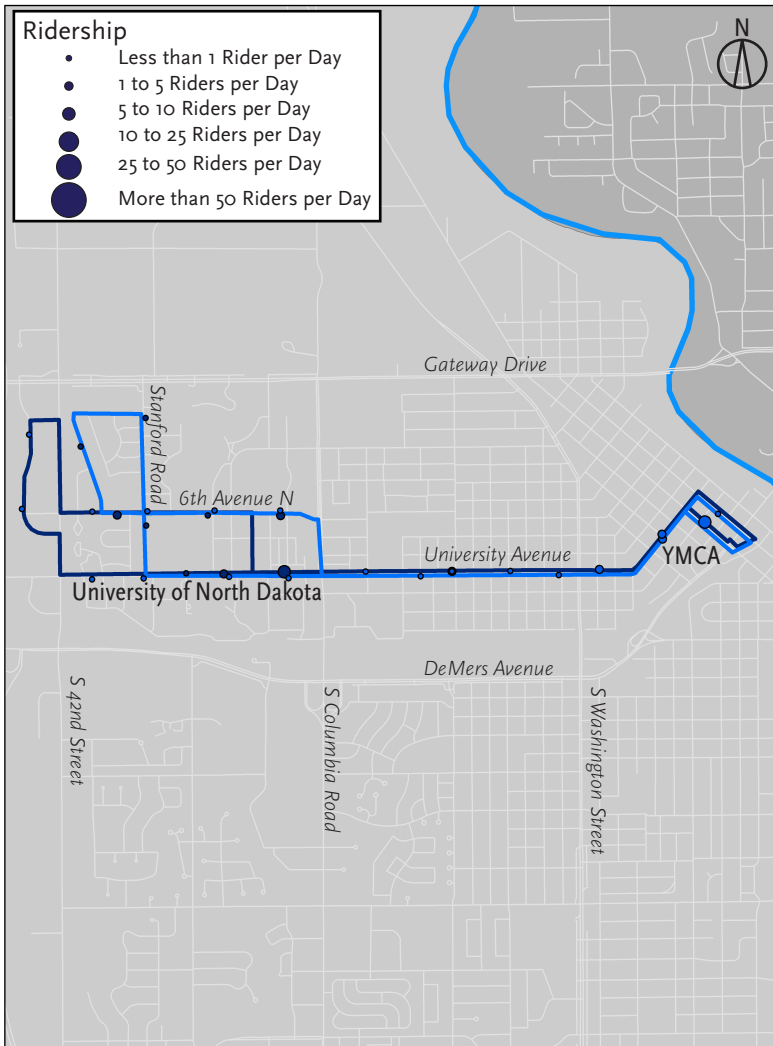 Ridership
Less than 1 Rider per Day
1 to 5 Riders per Day
5 to 10 Riders per Day
10 to 25 Riders per Day
25 to 50 Riders per Day
More than 50 Riders per Day
N
Gateway Drive
Stanford Road
6th Avenue N
University Avenue
YMCA
University of North Dakota
DeMers Avenue
S 42nd Street
S Columbia Road
S Washington Street